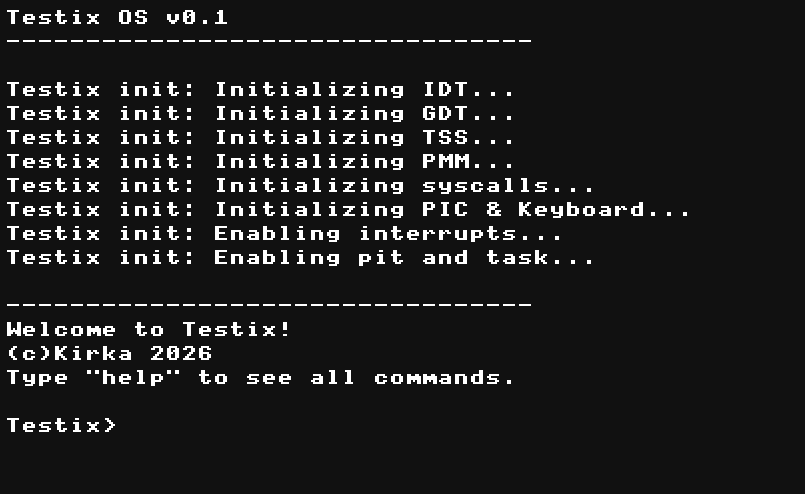 Testix OS v0.1
---------------------------------
Testix init: Initializing IDT...
Testix init: Initializing GDT...
Testix init: Initializing TSS...
Testix init: Initializing PMM...
Testix init: Initializing syscalls...
Testix init: Initializing PIC & Keyboard...
Testix init: Enabling interrupts...
Testix init: Enabling pit and task...
---------------------------------
Welcome to Testix!
(c)Kirka 2026
Type "help" to see all commands.
Testix>